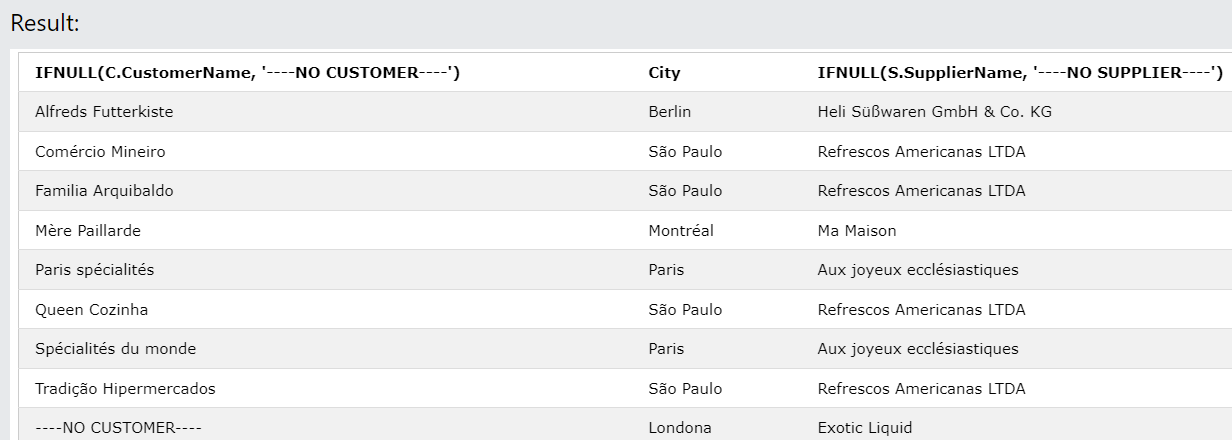 Result:
IFNULL(C.CustomerName, '----NO CUSTOMER----') City IFNULL(S.SupplierName, '----NO SUPPLIER----')
Alfreds Futterkiste Berlin Heli Süßwaren GmbH & Co. KG
Comércio Mineiro São Paulo Refrescos Americanas LTDA
Familia Arquibaldo São Paulo Refrescos Americanas LTDA
Mère Paillarde Montréal Ma Maison
Paris spécialités Paris Aux joyeux ecclésiastiques
Queen Cozinha São Paulo Refrescos Americanas LTDA
Spécialités du monde Paris Aux joyeux ecclésiastiques
Tradição Hipermercados São Paulo Refrescos Americanas LTDA
----NO CUSTOMER---- Londona Exotic Liquid